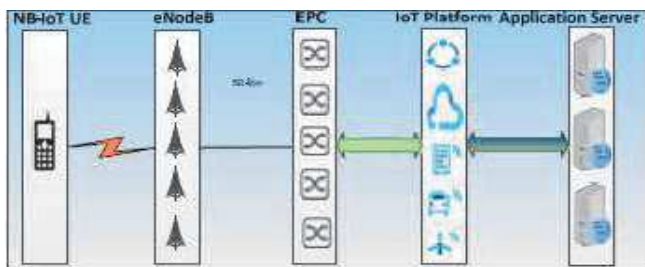 NB-IoT UE
eNodeB
EPC
IoT Platform
Application Server